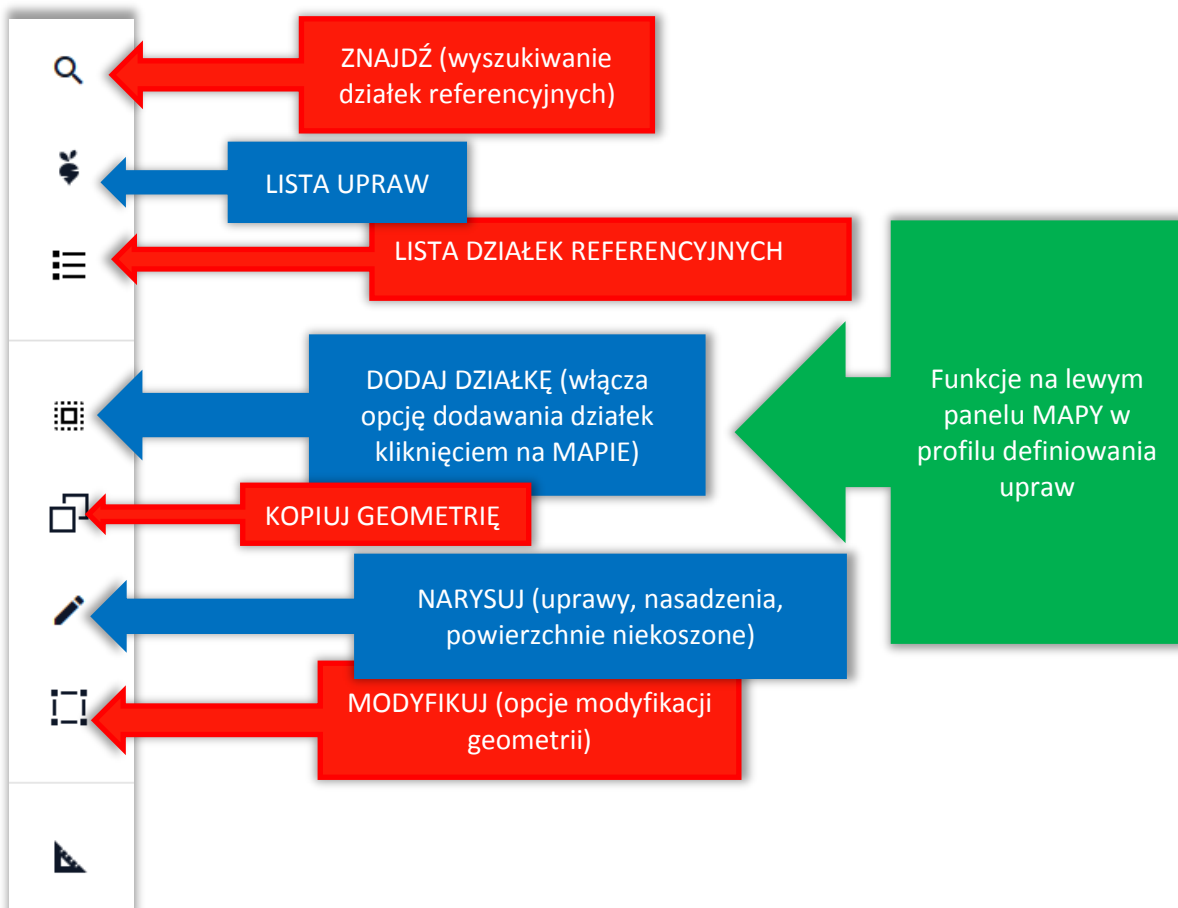 ZNAJDŹ (wyszukiwanie
działek referencyjnych)
LISTA UPRAW
LISTA DZIAŁEK REFERENCYJNYCH
DODAJ DZIAŁKĘ (włącza
opcję dodawania działek
kliknięciem na MAPIE)
KOPIUJ GEOMETRIĘ
NARYSUJ (uprawy, nasadzenia,
powierzchnie niekoszone)
MODYFIKUJ (opcje modyfikacji
geometrii)
Funkcje na lewym
panelu MAPY w
profilu definiowania
upraw